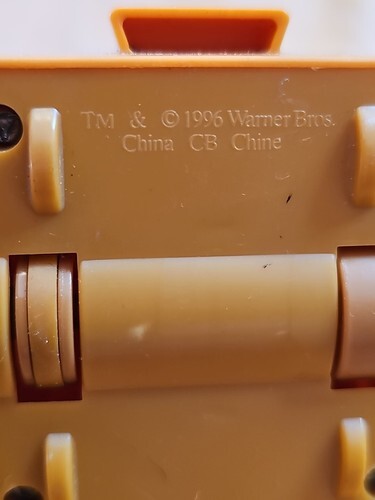 TM & © 1996 Warner Bros.
China CB Chine